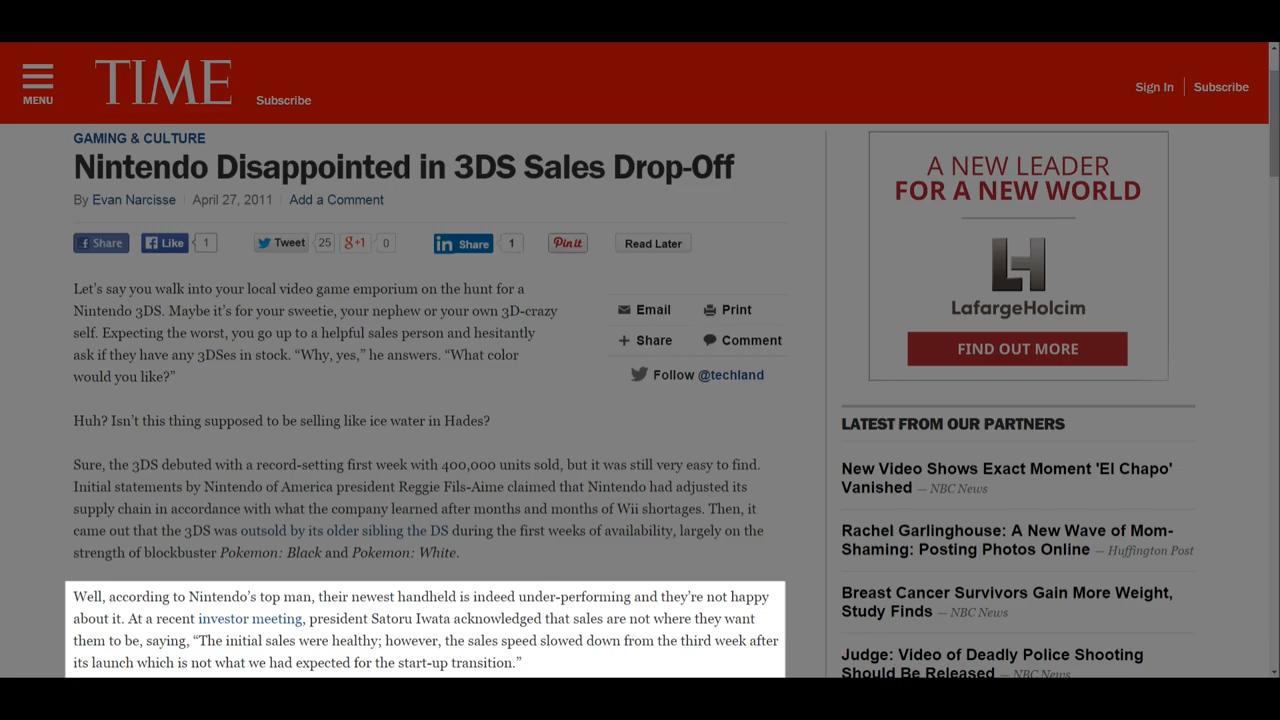 MENU
TIME
Subscribe
Sign In
Subscribe
GAMING & CULTURE
Nintendo Disappointed in 3DS Sales Drop-Off
By Evan Narcisse | April 27, 2011 | Add a Comment
Share
Like
1
Tweet
25
g+1
0
in Share
1
Pin it
Read Later
Let's say you walk into your local video game emporium on the hunt for a
Nintendo 3DS. Maybe it's for your sweetie, your nephew or your own 3D-crazy
self. Expecting the worst, you go up to a helpful sales person and hesitantly
ask if they have any 3DSes in stock. “Why, yes,” he answers. “What color
would you like?”
Email
Print
+ Share
Comment
Follow @techland
Huh? Isn't this thing supposed to be selling like ice water in Hades?
Sure, the 3DS debuted with a record-setting first week with 400,000 units sold, but it was still very easy to find.
Initial statements by Nintendo of America president Reggie Fils-Aime claimed that Nintendo had adjusted its
supply chain in accordance with what the company learned after months and months of Wii shortages. Then, it
came out that the 3DS was outsold by its older sibling the DS during the first weeks of availability, largely on the
strength of blockbuster Pokemon: Black and Pokemon: White.
Well, according to Nintendo's top man, their newest handheld is indeed under-performing and they're not happy
about it. At a recent investor meeting, president Satoru Iwata acknowledged that sales are not where they want
them to be, saying, “The initial sales were healthy; however, the sales speed slowed down from the third week after
its launch which is not what we had expected for the start-up transition.”
A NEW LEADER
FOR A NEW WORLD
LafargeHolcim
FIND OUT MORE
LATEST FROM OUR PARTNERS
New Video Shows Exact Moment 'El Chapo'
Vanished — NBC News
Rachel Garlinghouse: A New Wave of Mom-
Shaming: Posting Photos Online — Huffington Post
Breast Cancer Survivors Gain More Weight,
Study Finds — NBC News
Judge: Video of Deadly Police Shooting
Should Be Released — NBC News